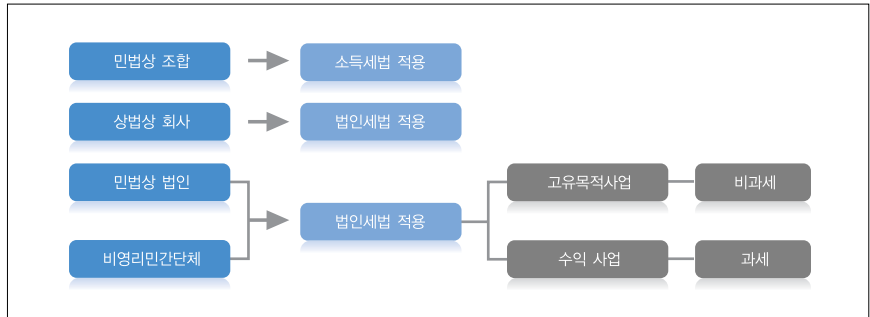 민법상 조합
소득세법 적용
상법상 회사
법인세법 적용
민법상 법인
비영리민간단체
법인세법 적용
고유목적사업
비과세
수익 사업
과세